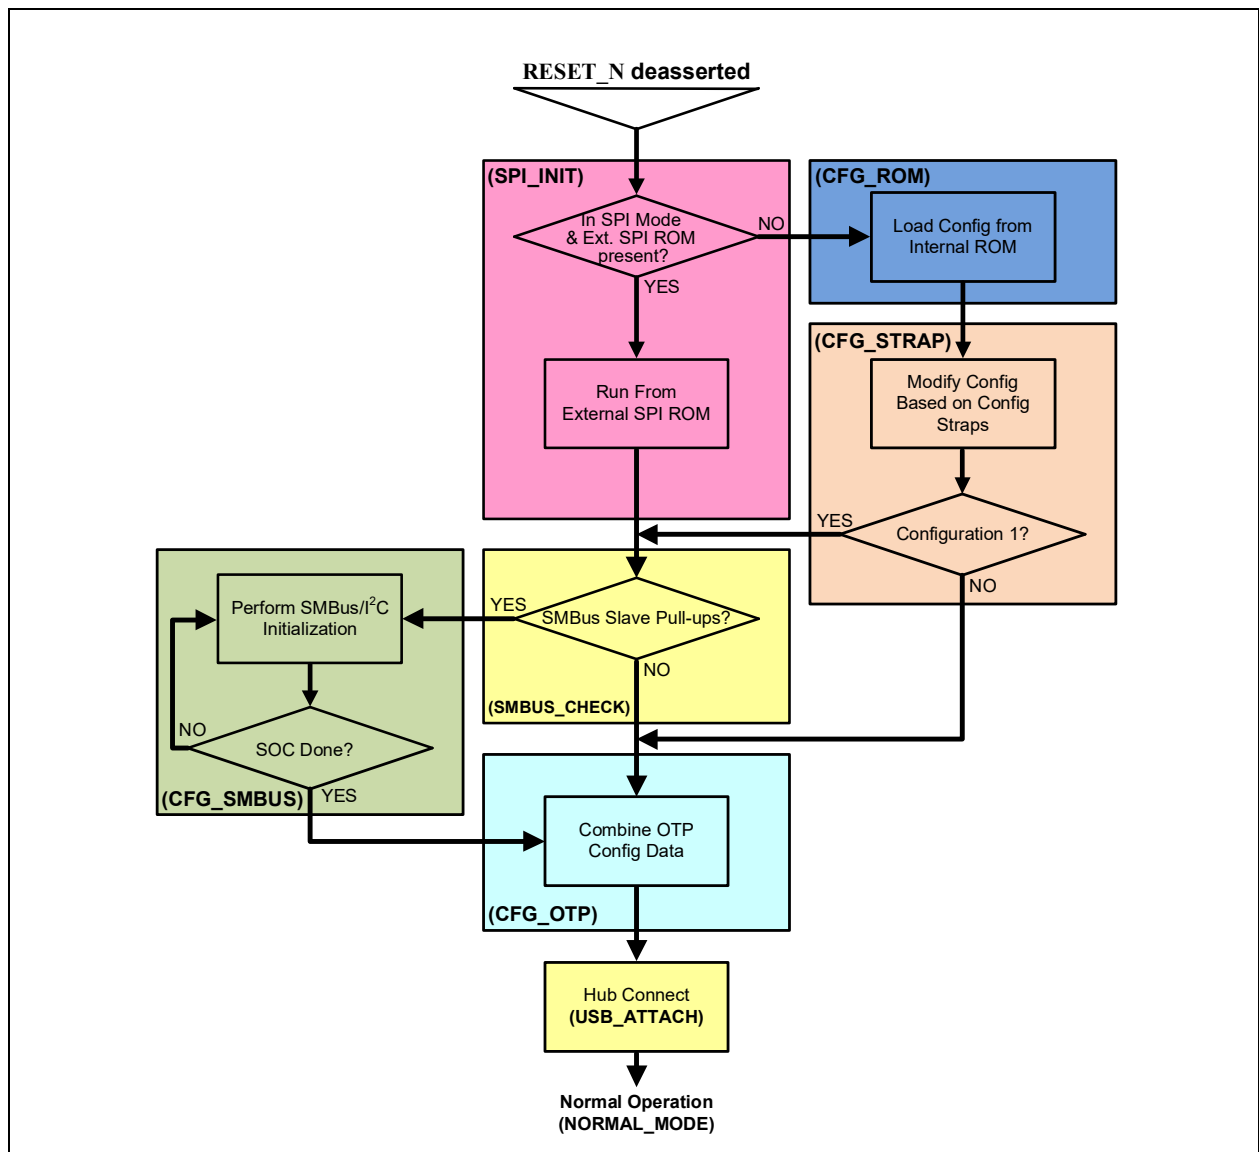 RESET_N deasserted
(SPI_INIT)
In SPI Mode
& Ext. SPI ROM
present?
NO
YES
(CFG_ROM)
Load Config from
Internal ROM
Run From
External SPI ROM
(CFG_STRAP)
Modify Config
Based on Config
Straps
Configuration 1?
YES
NO
SMBus Slave Pull-ups?
YES
NO
(SMBUS_CHECK)
Perform SMBus/I²C
Initialization
SOC Done?
NO
YES
(CFG_SMBUS)
Combine OTP
Config Data
(CFG_OTP)
Hub Connect
(USB_ATTACH)
Normal Operation
(NORMAL_MODE)